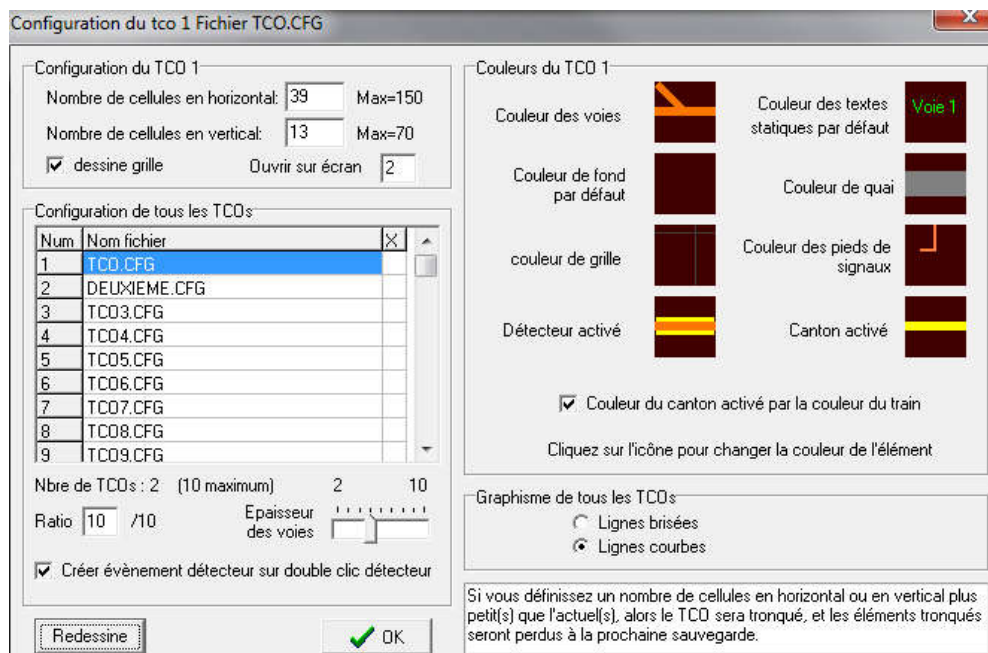 Configuration du tco 1 Fichier TCO.CFG
X
Configuration du TCO 1
Nombre de cellules en horizontal: 39 Max=150
Nombre de cellules en vertical: 13 Max=70
dessine grille Ouvrir sur écran 2
Configuration de tous les TCOs
Num Nom fichier X
1 TCO.CFG
2 DEUXIEME.CFG
3 TCO3.CFG
4 TCO4.CFG
5 TCO5.CFG
6 TCO6.CFG
7 TCO7.CFG
8 TCO8.CFG
9 TCO9.CFG
Nbre de TCOs : 2 (10 maximum) 2 10
Ratio 10 /10 Epaisseur
des voies
Créer évènement détecteur sur double clic détecteur
Redessine OK
Couleurs du TCO 1
Couleur des voies
Couleur des textes
statiques par défaut
Voie 1
Couleur de fond
par défaut
Couleur de quai
couleur de grille
Couleur des pieds de
signaux
Détecteur activé
Canton activé
Couleur du canton activé par la couleur du train
Cliquez sur l'icône pour changer la couleur de l'élément
Graphisme de tous les TCOs
Lignes brisées
Lignes courbes
Si vous définissez un nombre de cellules en horizontal ou en vertical plus
petit(s) que l'actuel(s), alors le TCO sera tronqué, et les éléments tronqués
seront perdus à la prochaine sauvegarde.